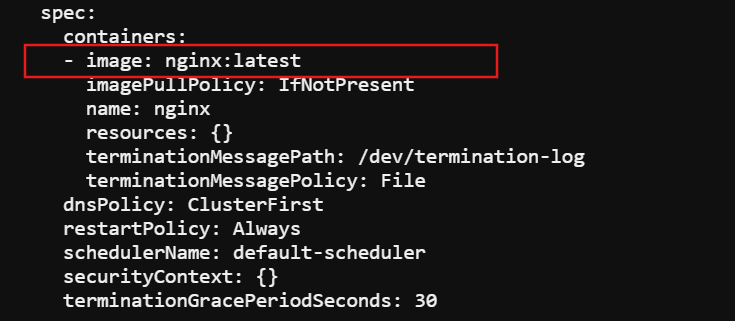 spec:
containers:
- image: nginx:latest
imagePullPolicy: IfNotPresent
name: nginx
resources: {}
terminationMessagePath: /dev/termination-log
terminationMessagePolicy: File
dnsPolicy: ClusterFirst
restartPolicy: Always
schedulerName: default-scheduler
securityContext: {}
terminationGracePeriodSeconds: 30